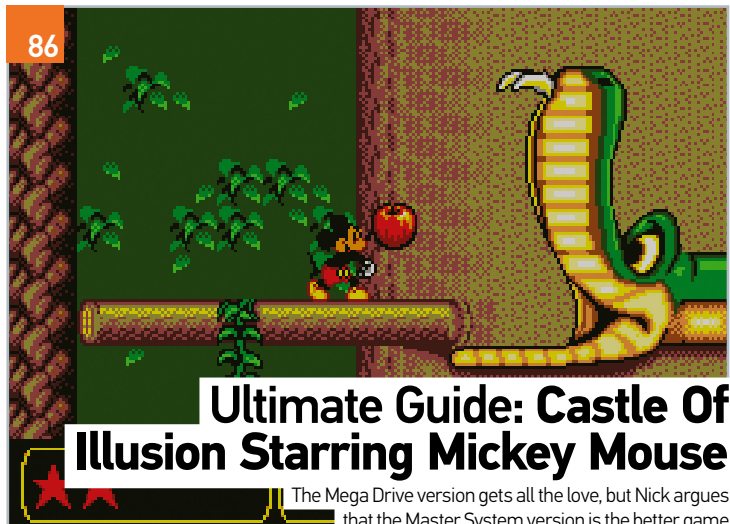 86
Ultimate Guide: Castle Of
Illusion Starring Mickey Mouse
The Mega Drive version gets all the love, but Nick argues
that the Master System version is the better game